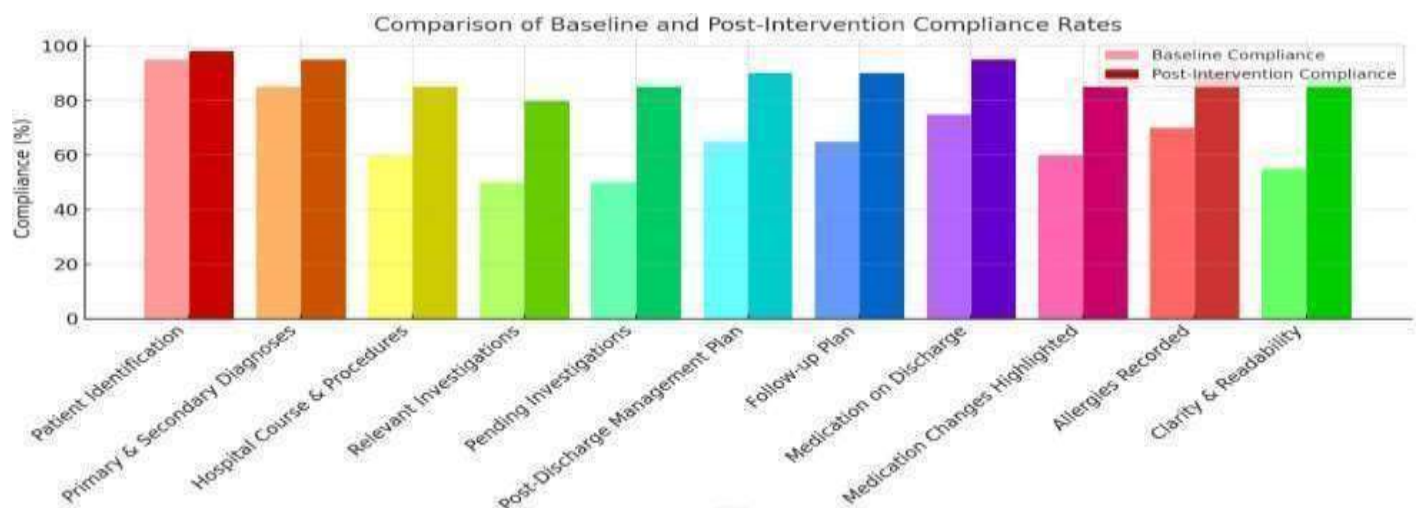 Comparison of Baseline and Post-Intervention Compliance Rates
Baseline Compliance
Post-Intervention Compliance
Compliance (%)
100
80
60
40
20
0
Patient Identification
Primary & Secondary Diagnoses
Hospital Course & Procedures
Relevant Investigations
Pending Investigations
Post-Discharge Management Plan
Follow-up Plan
Medication on Discharge
Medication Changes Highlighted
Allergies Recorded
Clarity & Readability